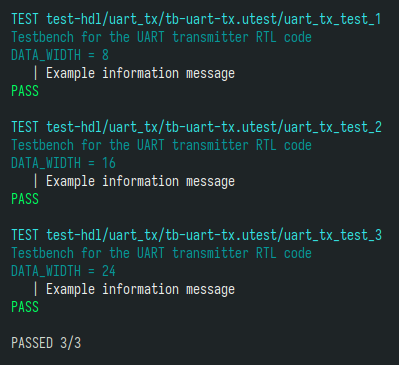 TEST test-hdl/uart_tx/tb-uart-tx.utest/uart_tx_test_1
Testbench for the UART transmitter RTL code
DATA_WIDTH = 8
| Example information message
PASS
TEST test-hdl/uart_tx/tb-uart-tx.utest/uart_tx_test_2
Testbench for the UART transmitter RTL code
DATA_WIDTH = 16
| Example information message
PASS
TEST test-hdl/uart_tx/tb-uart-tx.utest/uart_tx_test_3
Testbench for the UART transmitter RTL code
DATA_WIDTH = 24
| Example information message
PASS
PASSED 3/3